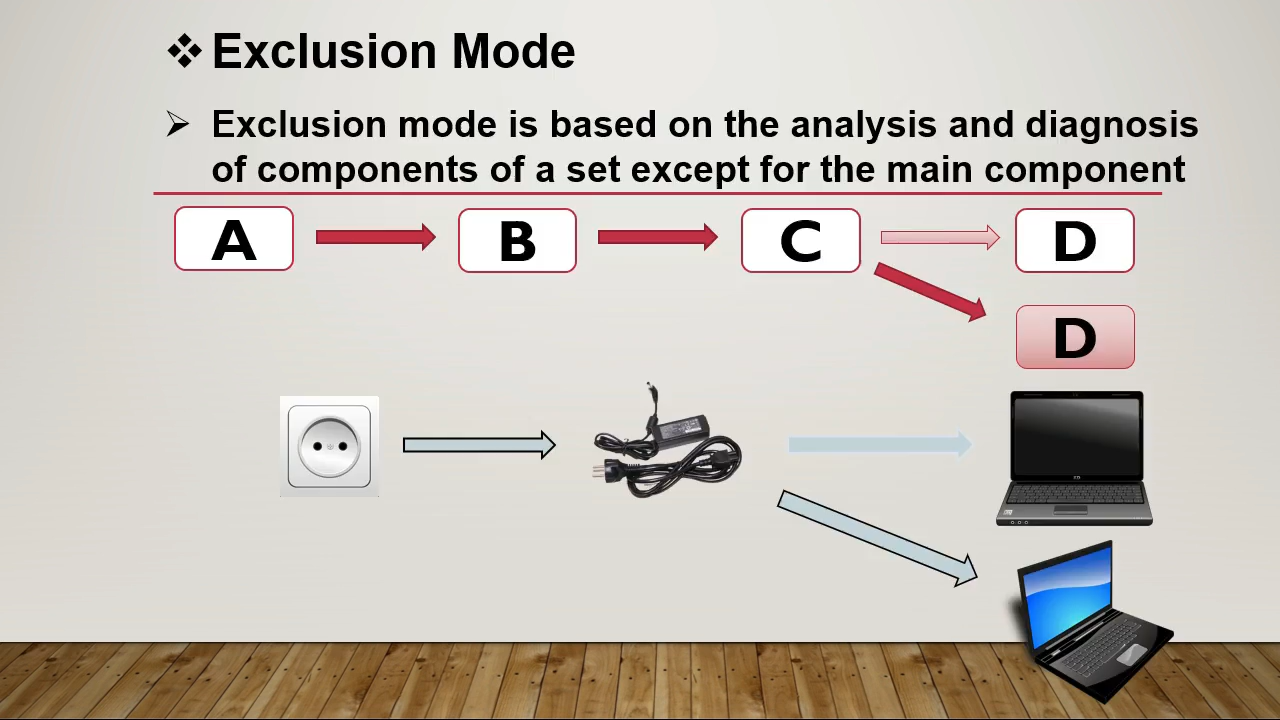 Exclusion Mode
Exclusion mode is based on the analysis and diagnosis
of components of a set except for the main component
A B C D
D